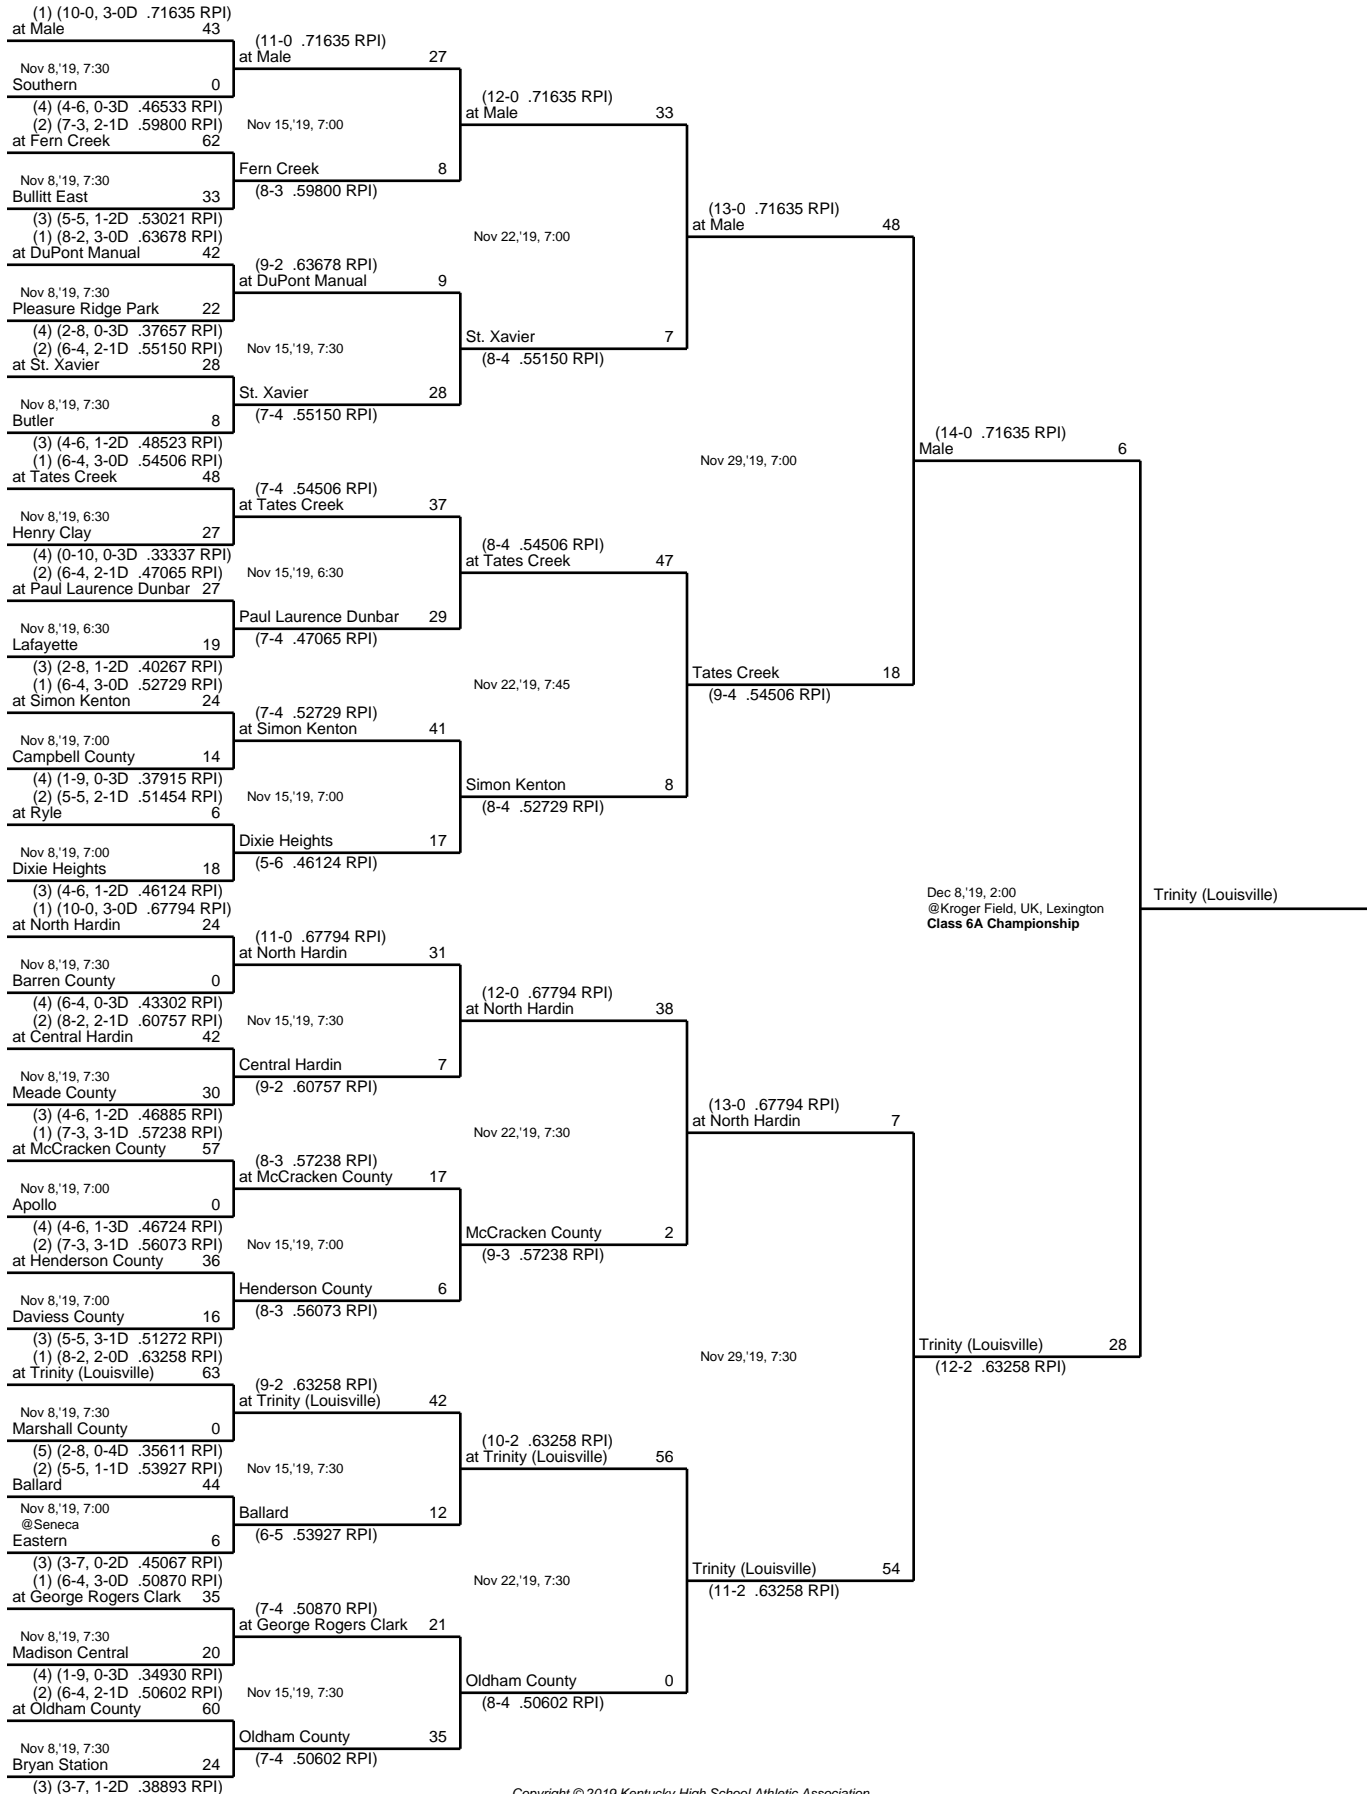 (1) (10-0, 3-0D .71635 RPI)
at Male 43
Nov 8,'19, 7:30
Southern 0
(4) (4-6, 0-3D .46533 RPI)
(2) (7-3, 2-1D .59800 RPI)
at Fern Creek 62
Nov 8,'19, 7:30
Bullitt East 33
(3) (5-5, 1-2D .53021 RPI)
(1) (8-2, 3-0D .63678 RPI)
at DuPont Manual 42
Nov 8,'19, 7:30
Pleasure Ridge Park 22
(4) (2-8, 0-3D .37657 RPI)
(2) (6-4, 2-1D .55150 RPI)
at St. Xavier 28
Nov 8,'19, 7:30
Butler 8
(3) (4-6, 1-2D .48523 RPI)
(1) (6-4, 3-0D .54506 RPI)
at Tates Creek 48
Nov 8,'19, 6:30
Henry Clay 27
(4) (0-10, 0-3D .33337 RPI)
(2) (6-4, 2-1D .47065 RPI)
at Paul Laurence Dunbar 27
Nov 8,'19, 6:30
Lafayette 19
(3) (2-8, 1-2D .40267 RPI)
(1) (6-4, 3-0D .52729 RPI)
at Simon Kenton 24
Nov 8,'19, 7:00
Campbell County 14
(4) (1-9, 0-3D .37915 RPI)
(2) (5-5, 2-1D .51454 RPI)
at Ryle 6
Nov 8,'19, 7:00
Dixie Heights 18
(3) (4-6, 1-2D .46124 RPI)
(1) (10-0, 3-0D .67794 RPI)
at North Hardin 24
Nov 8,'19, 7:30
Barren County 0
(4) (6-4, 0-3D .43302 RPI)
(2) (8-2, 2-1D .60757 RPI)
at Central Hardin 42
Nov 8,'19, 7:30
Meade County 30
(3) (4-6, 1-2D .46885 RPI)
(1) (7-3, 3-1D .57238 RPI)
at McCracken County 57
Nov 8,'19, 7:00
Apollo 0
(4) (4-6, 1-3D .46724 RPI)
(2) (7-3, 3-1D .56073 RPI)
at Henderson County 36
Nov 8,'19, 7:00
Daviess County 16
(3) (5-5, 3-1D .51272 RPI)
(1) (8-2, 2-0D .63258 RPI)
at Trinity (Louisville) 63
Nov 8,'19, 7:30
Marshall County 0
(5) (2-8, 0-4D .35611 RPI)
(2) (5-5, 1-1D .53927 RPI)
Ballard 44
Nov 8,'19, 7:00
@Seneca
Eastern 6
(3) (3-7, 0-2D .45067 RPI)
(1) (6-4, 3-0D .50870 RPI)
at George Rogers Clark 35
Nov 8,'19, 7:30
Madison Central 20
(4) (1-9, 0-3D .34930 RPI)
(2) (6-4, 2-1D .50602 RPI)
at Oldham County 60
Nov 8,'19, 7:30
Bryan Station 24
(3) (3-7, 1-2D .38893 RPI)
(11-0 .71635 RPI)
at Male 27
Nov 15,'19, 7:00
Fern Creek 8
(8-3 .59800 RPI)
(9-2 .63678 RPI)
at DuPont Manual 9
Nov 15,'19, 7:30
St. Xavier 28
(7-4 .55150 RPI)
(7-4 .54506 RPI)
at Tates Creek 37
Nov 15,'19, 6:30
Paul Laurence Dunbar 29
(7-4 .47065 RPI)
(7-4 .52729 RPI)
at Simon Kenton 41
Nov 15,'19, 7:00
Dixie Heights 17
(5-6 .46124 RPI)
(11-0 .67794 RPI)
at North Hardin 31
Nov 15,'19, 7:30
Central Hardin 7
(9-2 .60757 RPI)
(8-3 .57238 RPI)
at McCracken County 17
Nov 15,'19, 7:00
Henderson County 6
(8-3 .56073 RPI)
(9-2 .63258 RPI)
at Trinity (Louisville) 42
Nov 15,'19, 7:30
Ballard 12
(6-5 .53927 RPI)
(7-4 .50870 RPI)
at George Rogers Clark 21
Nov 15,'19, 7:30
Oldham County 35
(7-4 .50602 RPI)
(12-0 .71635 RPI)
at Male 33
Nov 22,'19, 7:00
St. Xavier 7
(8-4 .55150 RPI)
(8-4 .54506 RPI)
at Tates Creek 47
Nov 22,'19, 7:45
Simon Kenton 8
(8-4 .52729 RPI)
(12-0 .67794 RPI)
at North Hardin 38
Nov 22,'19, 7:30
McCracken County 2
(9-3 .57238 RPI)
(10-2 .63258 RPI)
at Trinity (Louisville) 56
Nov 22,'19, 7:30
Oldham County 0
(8-4 .50602 RPI)
(13-0 .71635 RPI)
at Male 48
Nov 29,'19, 7:00
Tates Creek 18
(9-4 .54506 RPI)
(13-0 .67794 RPI)
at North Hardin 7
Nov 29,'19, 7:30
Trinity (Louisville) 54
(11-2 .63258 RPI)
(14-0 .71635 RPI)
Male 6
Dec 8,'19, 2:00
@Kroger Field, UK, Lexington
Class 6A Championship
Trinity (Louisville) 28
(12-2 .63258 RPI)
Trinity (Louisville)
Copyright © 2019 Kentucky High School Athletic Association